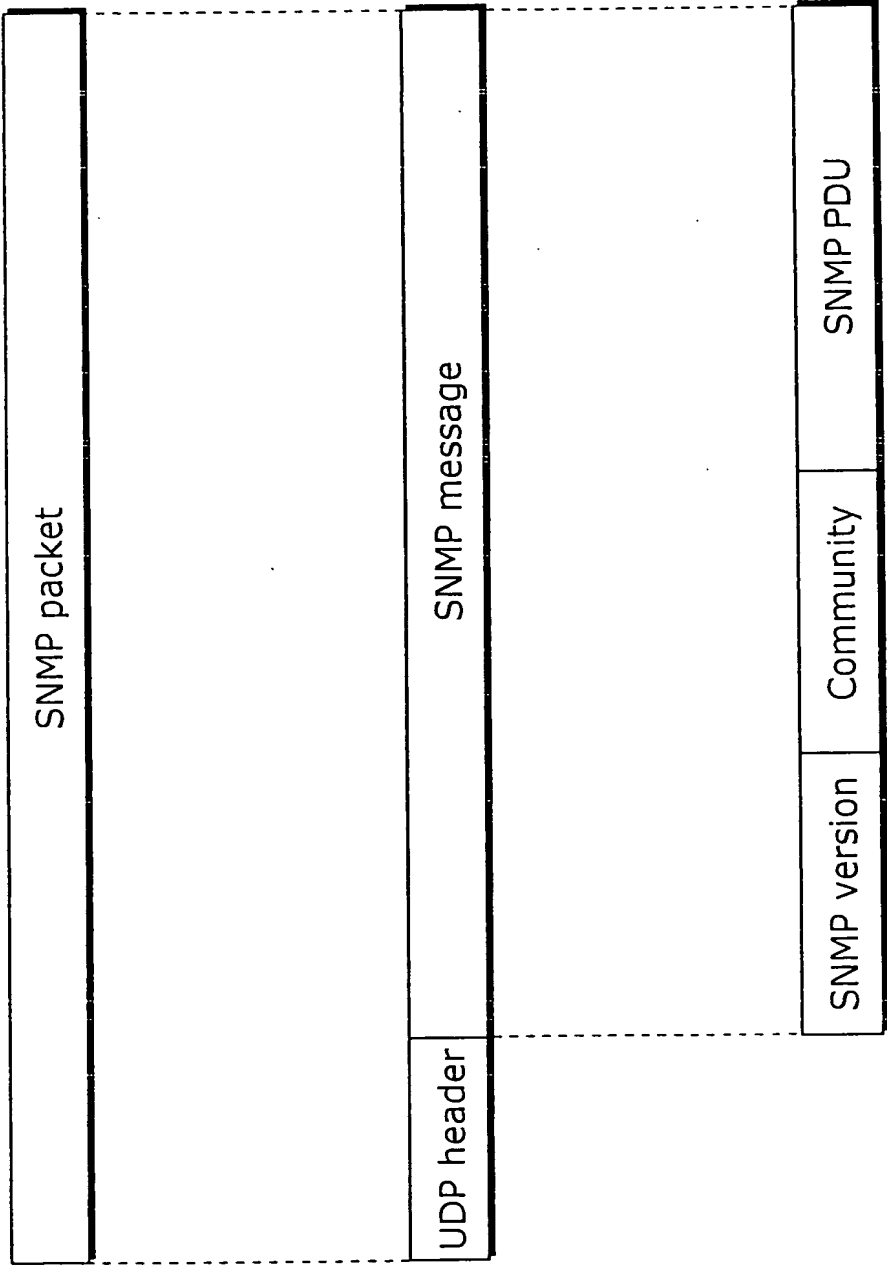 SNMP packet
UDP header
SNMP message
SNMP version
Community
SNMP PDU